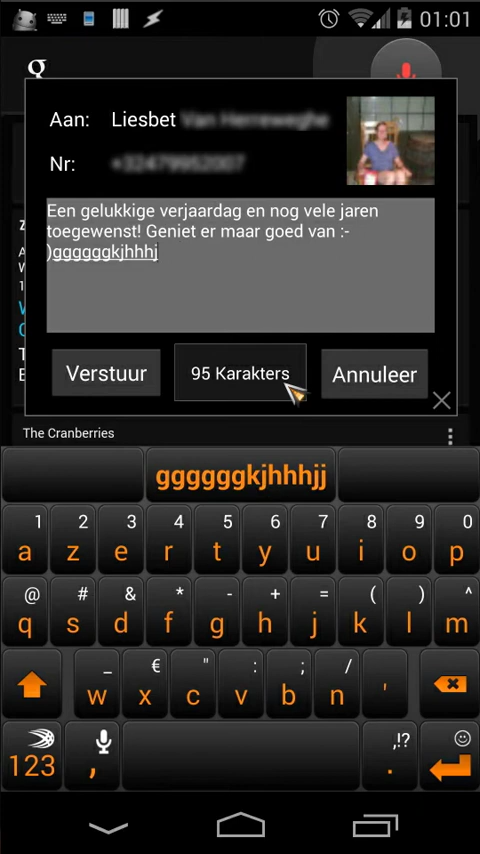 01:01
g
Aan: Liesbet
Nr:
Een gelukkige verjaardag en nog vele jaren
toegewenst! Geniet er maar goed van :-
)ggggggkjhhhj
Verstuur 95 Karakters Annuleer
The Cranberries
ggggggkjhhhjj
1 2 3 4 5 6 7 8 9 0
a z e r t y u i o p
@ # & * - + = ( ) ^
q s d f g h j k l m
_ € " : ; /
w x c v b n '
,!?
123 , .